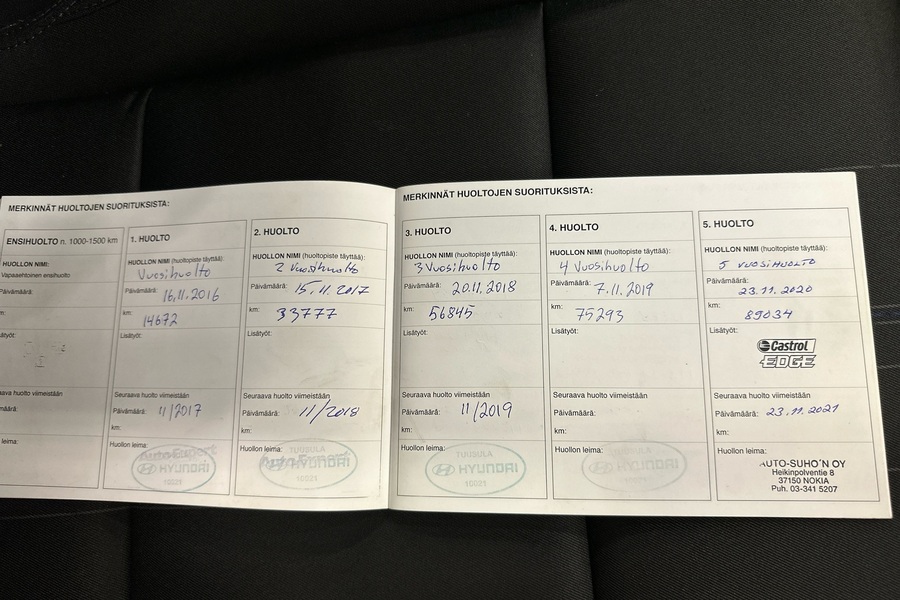 MERKINNÄT HUOLTOJEN SUORITUKSISTA:
ENSIHUOLTO n. 1000-1500 km
HUOLLON NIMI:
Vapaaehtoinen ensihuolto
Päivämäärä:
km:
Lisätyöt:
Seuraava huolto viimeistään
Päivämäärä:
km:
Huollon leima:
1. HUOLTO
HUOLLON NIMI (huoltopiste täyttää):
Vuosihuolto
Päivämäärä: 16.11.2016
km: 14672
Lisätyöt:
Seuraava huolto viimeistään
Päivämäärä: 11/2017
km:
Huollon leima:
HYUNDAI
10021
2. HUOLTO
HUOLLON NIMI (huoltopiste täyttää):
2 Vuosihuolto
Päivämäärä: 15.11.2017
km: 33777
Lisätyöt:
Seuraava huolto viimeistään
Päivämäärä: 11/2018
km:
Huollon leima:
TUUSULA
HYUNDAI
10021
MERKINNÄT HUOLTOJEN SUORITUKSISTA:
3. HUOLTO
HUOLLON NIMI (huoltopiste täyttää):
3 Vuosihuolto
Päivämäärä: 20.11.2018
km: 56845
Lisätyöt:
Seuraava huolto viimeistään
Päivämäärä: 11/2019
km:
Huollon leima:
TUUSULA
HYUNDAI
10021
4. HUOLTO
HUOLLON NIMI (huoltopiste täyttää):
4 Vuosihuolto
Päivämäärä: 7.11.2019
km: 75293
Lisätyöt:
Seuraava huolto viimeistään
Päivämäärä:
km:
Huollon leima:
HYUNDAI
5. HUOLTO
HUOLLON NIMI (huoltopiste täyttää):
5 VUOSIHUOLTO
Päivämäärä: 23.11.2020
km: 89034
Lisätyöt:
Castrol
EDGE
Seuraava huolto viimeistään
Päivämäärä: 23.11.2021
km:
Huollon leima:
AUTO-SUHO'N OY
Heikinpolventie 8
37150 NOKIA
Puh. 03-341 5207